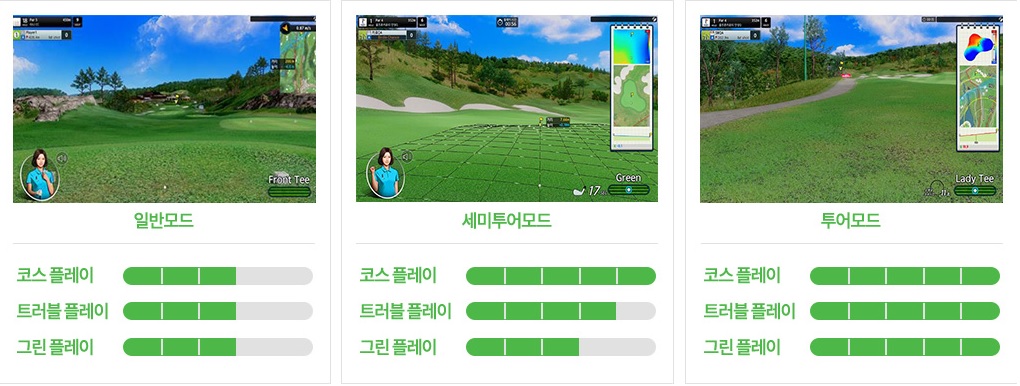 Front Tee
일반모드
코스 플레이
트러블 플레이
그린 플레이
Green
17
세미투어모드
코스 플레이
트러블 플레이
그린 플레이
Lady Tee
투어모드
코스 플레이
트러블 플레이
그린 플레이